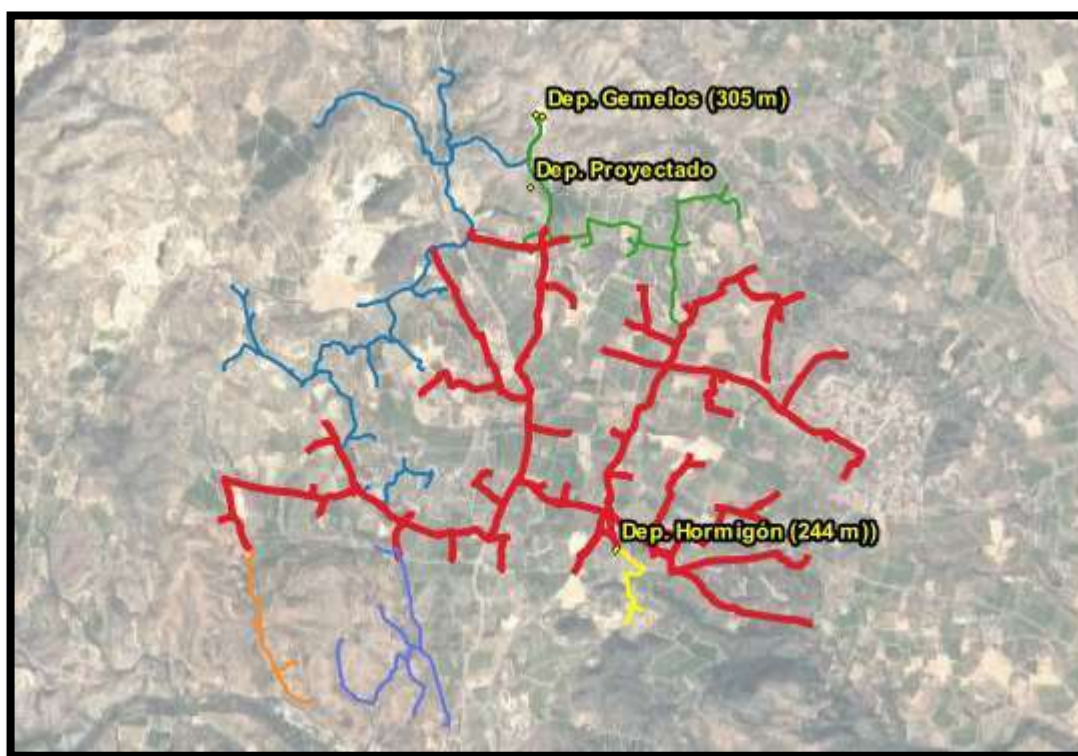 Dep. Gemelos (305 m)
Dep. Proyectado
Dep. Hormigón (244 m))